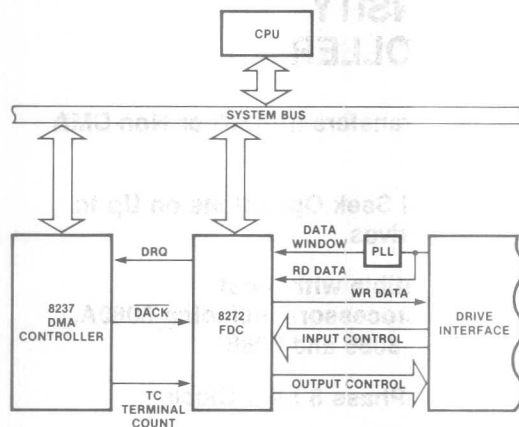 CPU
SYSTEM BUS
8237
DMA
CONTROLLER
DRQ
DACK
TC
TERMINAL
COUNT
8272
FDC
DATA
WINDOW
PLL
RD DATA
WR DATA
INPUT CONTROL
OUTPUT CONTROL
DRIVE
INTERFACE